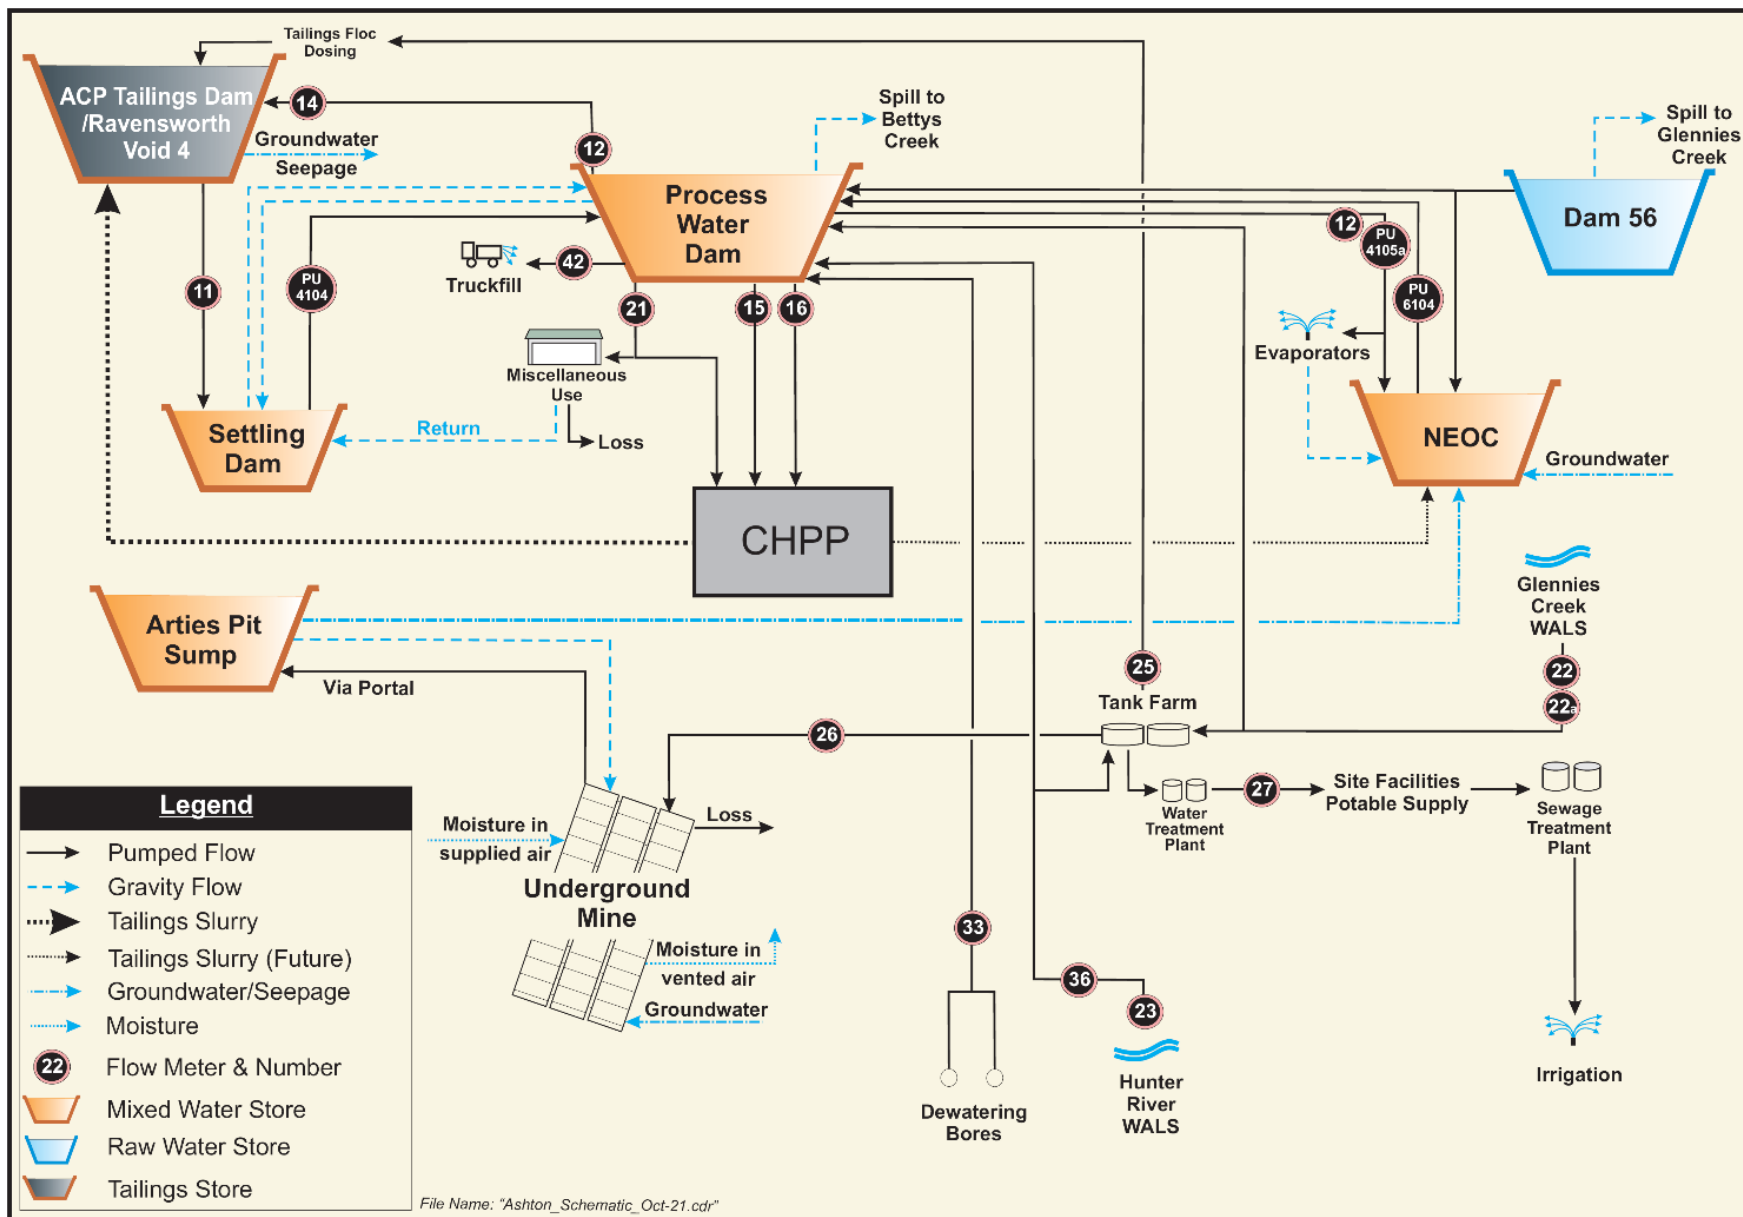 Tailings Floc
Dosing
ACP Tailings Dam
/Ravensworth
Void 4
14
Groundwater
Seepage
12
Spill to
Bettys
Creek
Spill to
Glennies
Creek
Process
Water
Dam
Dam 56
12
PU
4105a
PU
6104
42
Truckfill
11
PU
4104
21
15
16
Evaporators
Miscellaneous
Use
Return
Loss
Settling
Dam
NEOC
Groundwater
CHPP
Glennies
Creek
WALS
22
22a
Arties Pit
Sump
Via Portal
25
Tank Farm
26
Loss
Water
Treatment
Plant
27
Site Facilities
Potable Supply
Sewage
Treatment
Plant
Moisture in
supplied air
Underground
Mine
Moisture in
vented air
Groundwater
33
36
23
Dewatering
Bores
Hunter
River
WALS
Irrigation
Legend
Pumped Flow
Gravity Flow
Tailings Slurry
Tailings Slurry (Future)
Groundwater/Seepage
Moisture
22 Flow Meter & Number
Mixed Water Store
Raw Water Store
Tailings Store
File Name: "Ashton_Schematic_Oct-21.cdr"